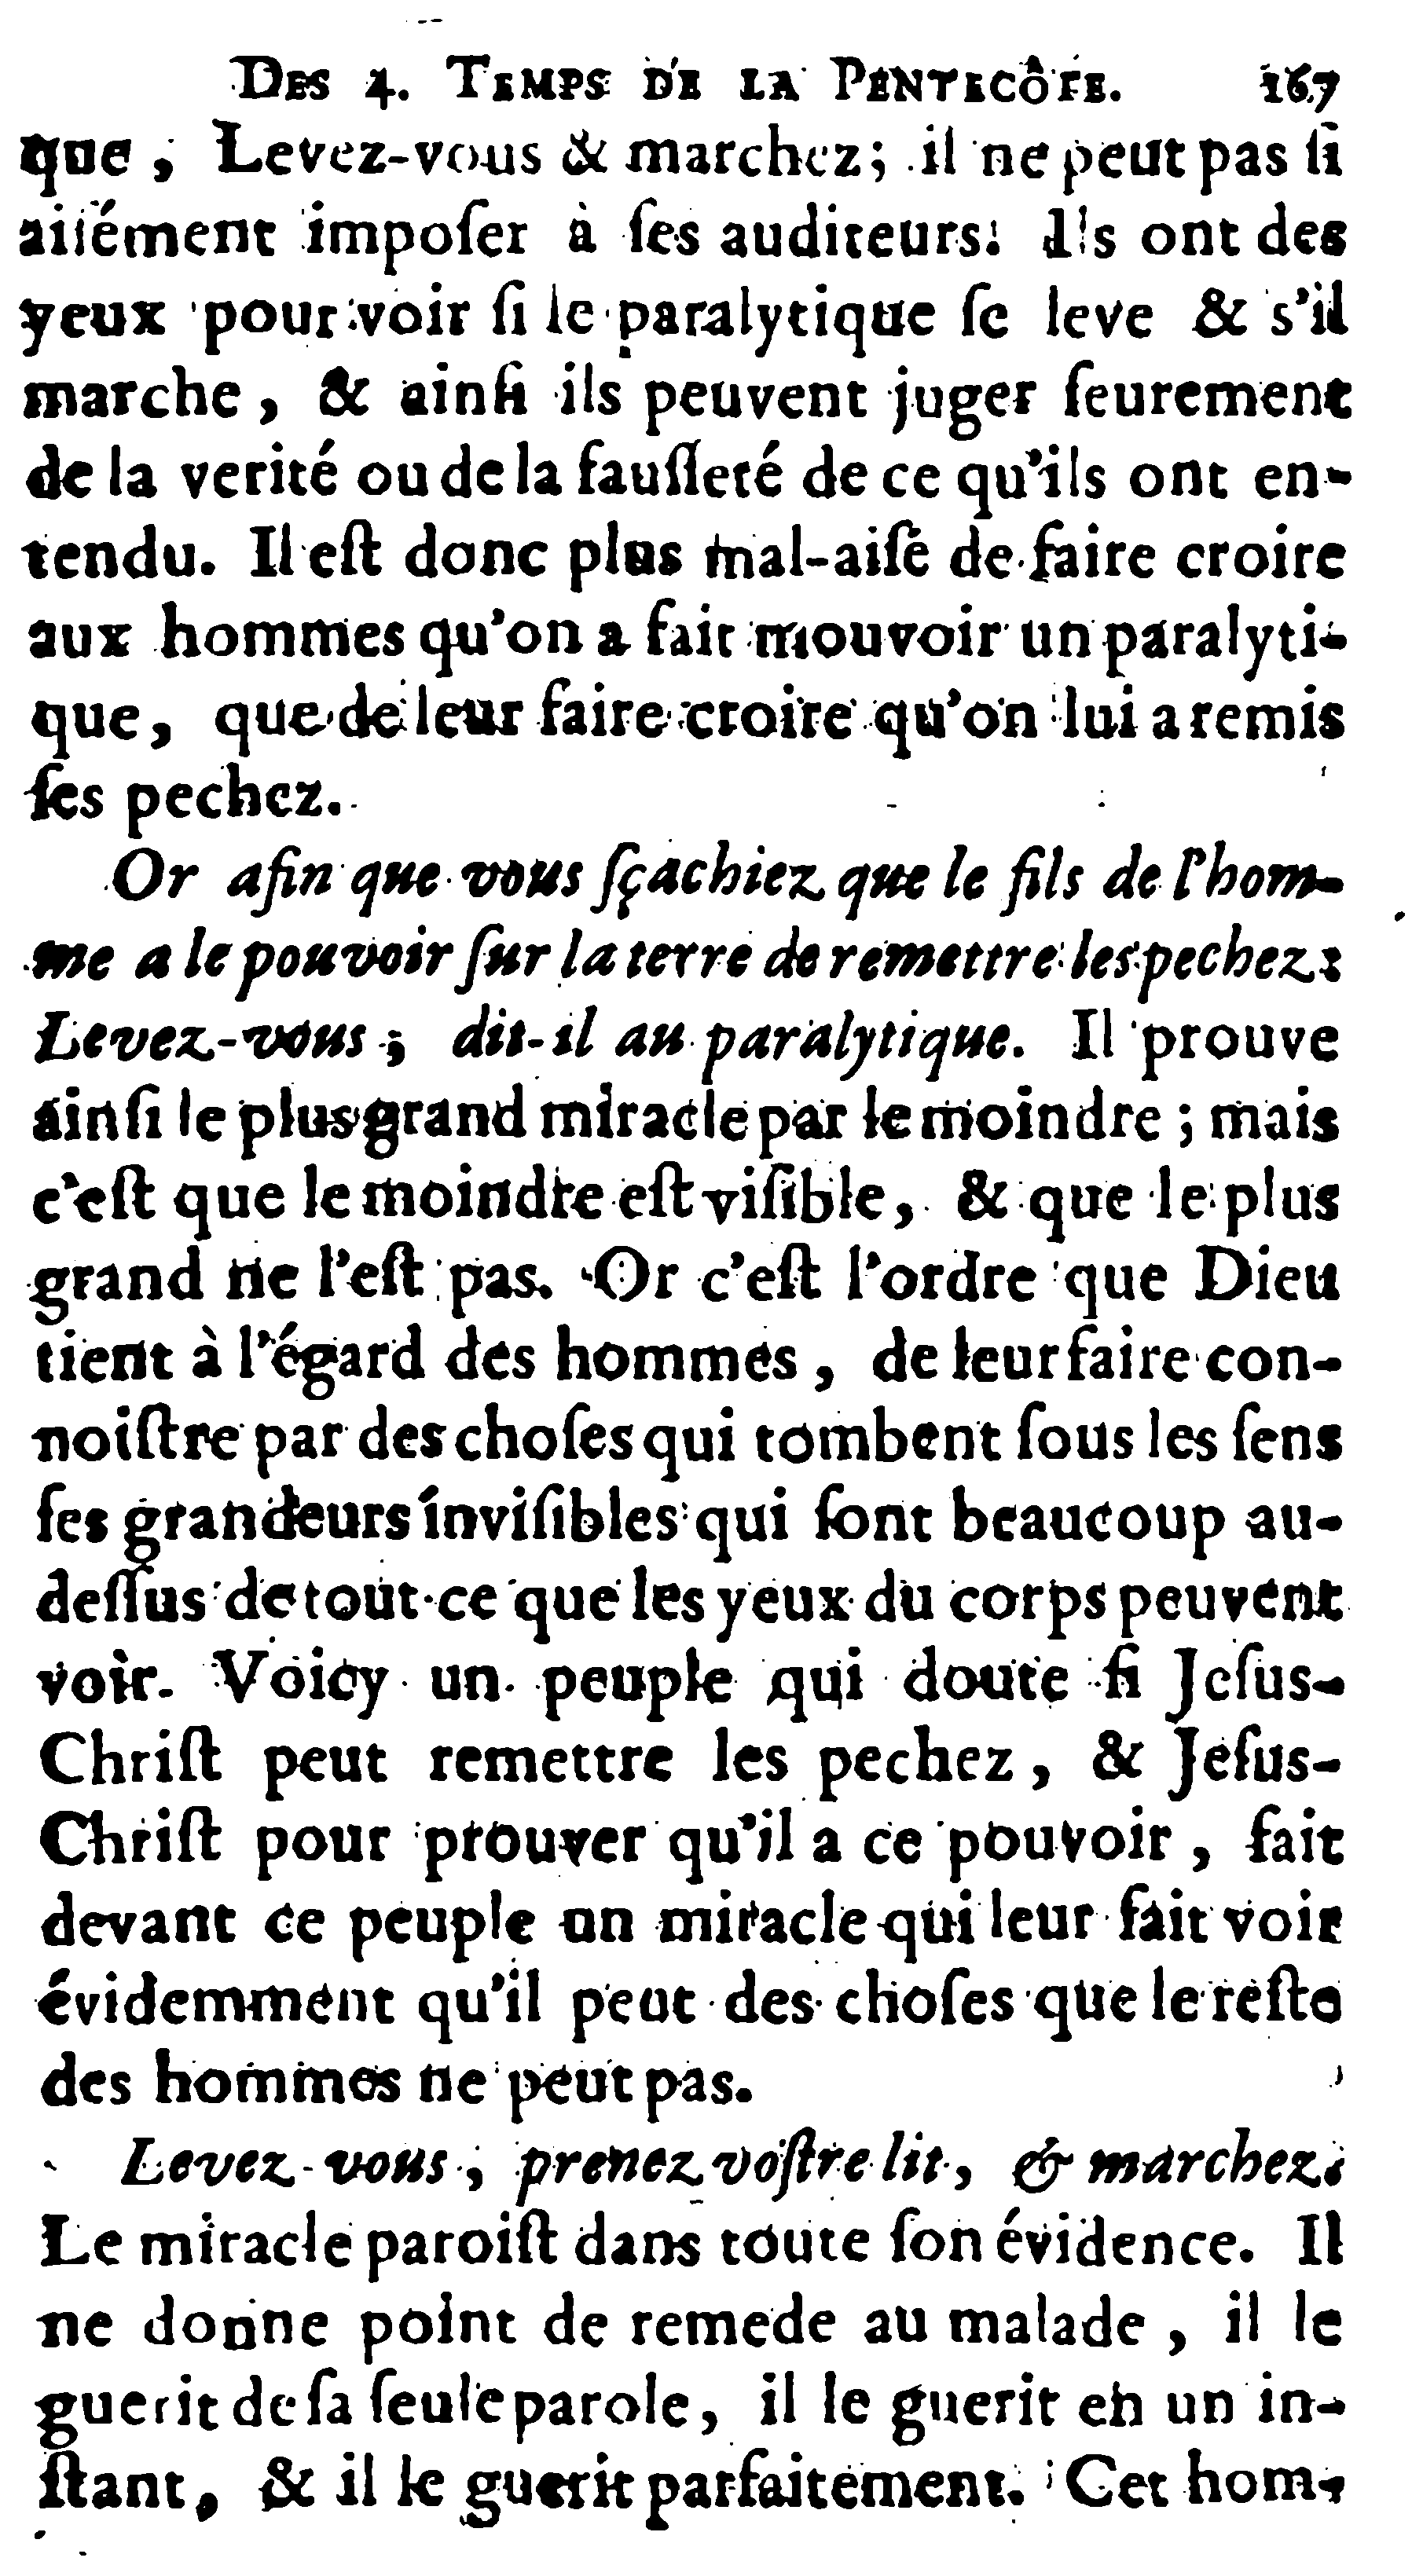 DES 4. TEMPS DE LA PENTECÔTE. 167
que, Levez-vous & marchez; il ne peut pas ſi
aiſément impoſer à ſes auditeurs: Ils ont des
yeux pour voir ſi le paralytique ſe leve & s'il
marche, & ainſi ils peuvent juger ſeurement
de la verité ou de la fauſſeté de ce qu'ils ont en-
tendu. Il eſt donc plus mal-aiſé de faire croire
aux hommes qu'on a fait mouvoir un paralyti-
que, que de leur faire croire qu'on lui a remis
ſes pechez.
Or afin que vous ſçachiez que le fils de l'hom-
me a le pouvoir ſur la terre de remettre les pechez:
Levez-vous, dit-il au paralytique. Il prouve
ainſi le plus grand miracle par le moindre; mais
c'eſt que le moindre eſt viſible, & que le plus
grand ne l'eſt pas. Or c'eſt l'ordre que Dieu
tient à l'égard des hommes, de leur faire con-
noiſtre par des choſes qui tombent ſous les ſens
ſes grandeurs inviſibles qui ſont beaucoup au-
deſſus de tout ce que les yeux du corps peuvent
voir. Voicy un peuple qui doute ſi Jeſus-
Chriſt peut remettre les pechez, & Jeſus-
Chriſt pour prouver qu'il a ce pouvoir, fait
devant ce peuple un miracle qui leur fait voir
évidemment qu'il peut des choſes que le reſte
des hommes ne peut pas.
Levez-vous, prenez voſtre lit, & marchez.
Le miracle paroiſt dans toute ſon évidence. Il
ne donne point de remede au malade, il le
guerit de ſa ſeule parole, il le guerit en un in-
ſtant, & il le guerit parfaitement. Cet hom-